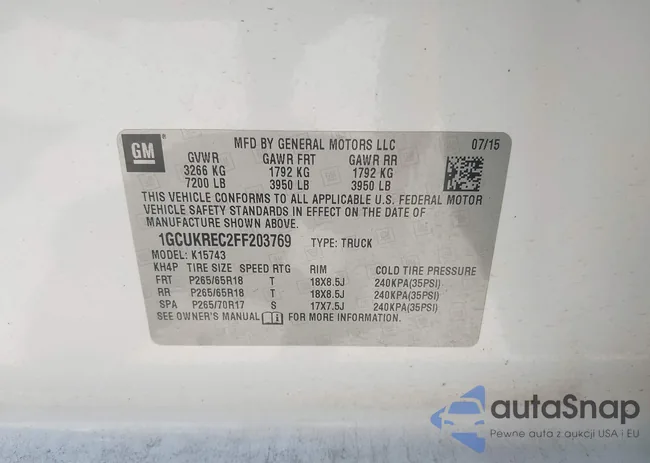 GM
MFD BY GENERAL MOTORS LLC 07/15
GVWR GAWR FRT GAWR RR
3266 KG 1792 KG 1792 KG
7200 LB 3950 LB 3950 LB
THIS VEHICLE CONFORMS TO ALL APPLICABLE U.S. FEDERAL MOTOR
VEHICLE SAFETY STANDARDS IN EFFECT ON THE DATE OF
MANUFACTURE SHOWN ABOVE.
1GCUKREC2FF203769 TYPE: TRUCK
MODEL: K15743
KH4P TIRE SIZE SPEED RTG RIM COLD TIRE PRESSURE
FRT P265/65R18 T 18X8.5J 240KPA(35PSI)
RR P265/65R18 T 18X8.5J 240KPA(35PSI)
SPA P265/70R17 S 17X7.5J 240KPA(35PSI)
SEE OWNER'S MANUAL FOR MORE INFORMATION.
autaSnap
Pewne auta z aukcji USA i EU